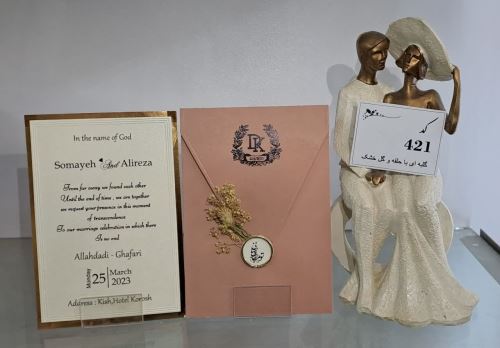 In the name of God
Somayeh And Alireza
From far away we found each other
Until the end of time , we are together
we request your presence in this moment
of transcendence
To our marriage celebration in which there
is no end
Allahdadi - Ghafari
Monday 25 March
2023
Address : Kish,Hotel Korosh
DK
کد
421
گلبه ای با حلقه و گل خشک